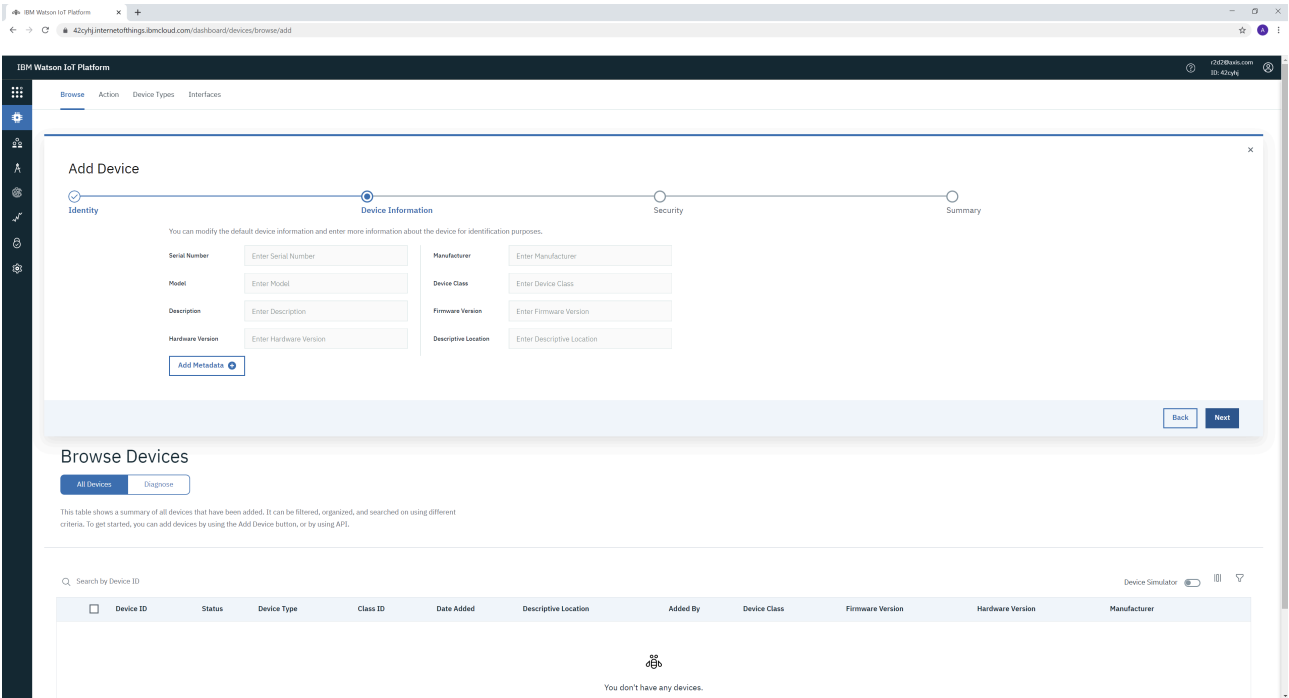 IBM Watson IoT Platform
42cyhj.internetofthings.ibmcloud.com/dashboard/devices/browse/add
A
IBM Watson IoT Platform
r2d2@axis.com
ID: 42cyhj
Browse Action Device Types Interfaces
Add Device
Identity Device Information Security Summary
You can modify the default device information and enter more information about the device for identification purposes.
Serial Number Enter Serial Number Manufacturer Enter Manufacturer
Model Enter Model Device Class Enter Device Class
Description Enter Description Firmware Version Enter Firmware Version
Hardware Version Enter Hardware Version Descriptive Location Enter Descriptive Location
Add Metadata
Back Next
Browse Devices
All Devices Diagnose
This table shows a summary of all devices that have been added. It can be filtered, organized, and searched on using different
criteria. To get started, you can add devices by using the Add Device button, or by using API.
Search by Device ID Device Simulator
Device ID Status Device Type Class ID Date Added Descriptive Location Added By Device Class Firmware Version Hardware Version Manufacturer
You don't have any devices.